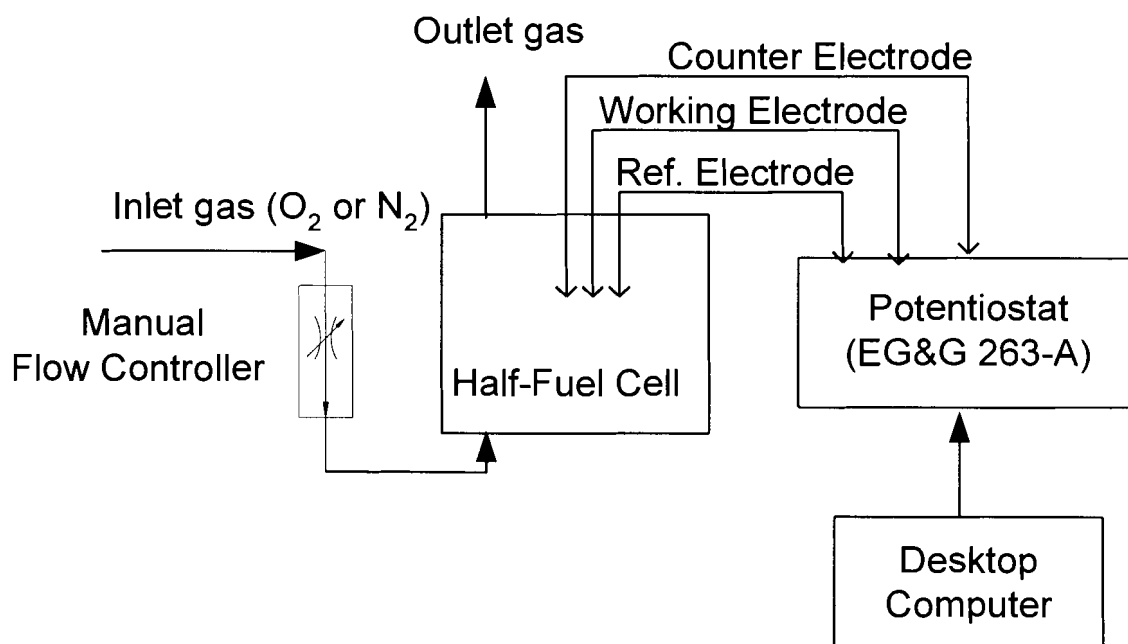 Outlet gas
Counter Electrode
Working Electrode
Ref. Electrode
Inlet gas (O₂ or N₂)
Manual
Flow Controller
Half-Fuel Cell
Potentiostat
(EG&G 263-A)
Desktop
Computer